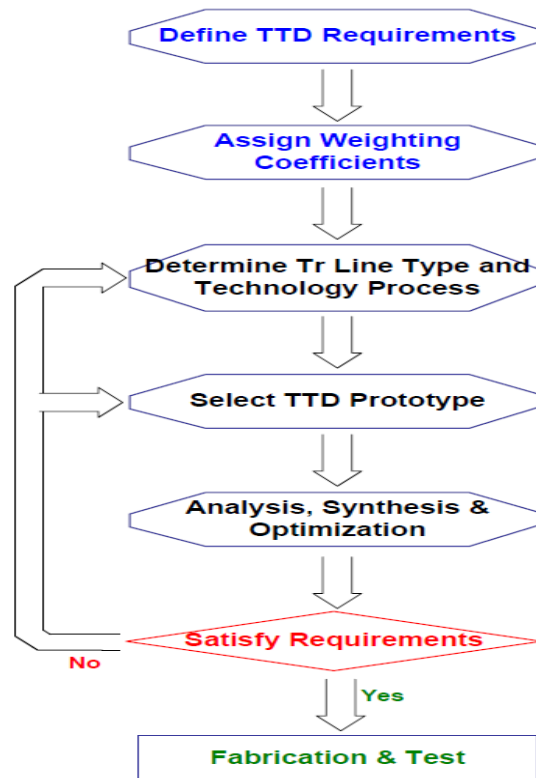 Define TTD Requirements
Assign Weighting
Coefficients
Determine Tr Line Type and
Technology Process
Select TTD Prototype
Analysis, Synthesis &
Optimization
Satisfy Requirements
No
Yes
Fabrication & Test